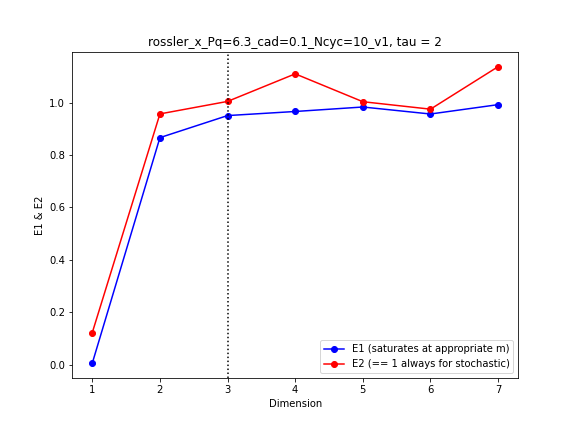 rossler_x_Pq=6.3_cad=0.1_Ncyc=10_v1, tau = 2
E1 & E2
1.0
0.8
0.6
0.4
0.2
0.0
E1 (saturates at appropriate m)
E2 (== 1 always for stochastic)
1 2 3 4 5 6 7
Dimension